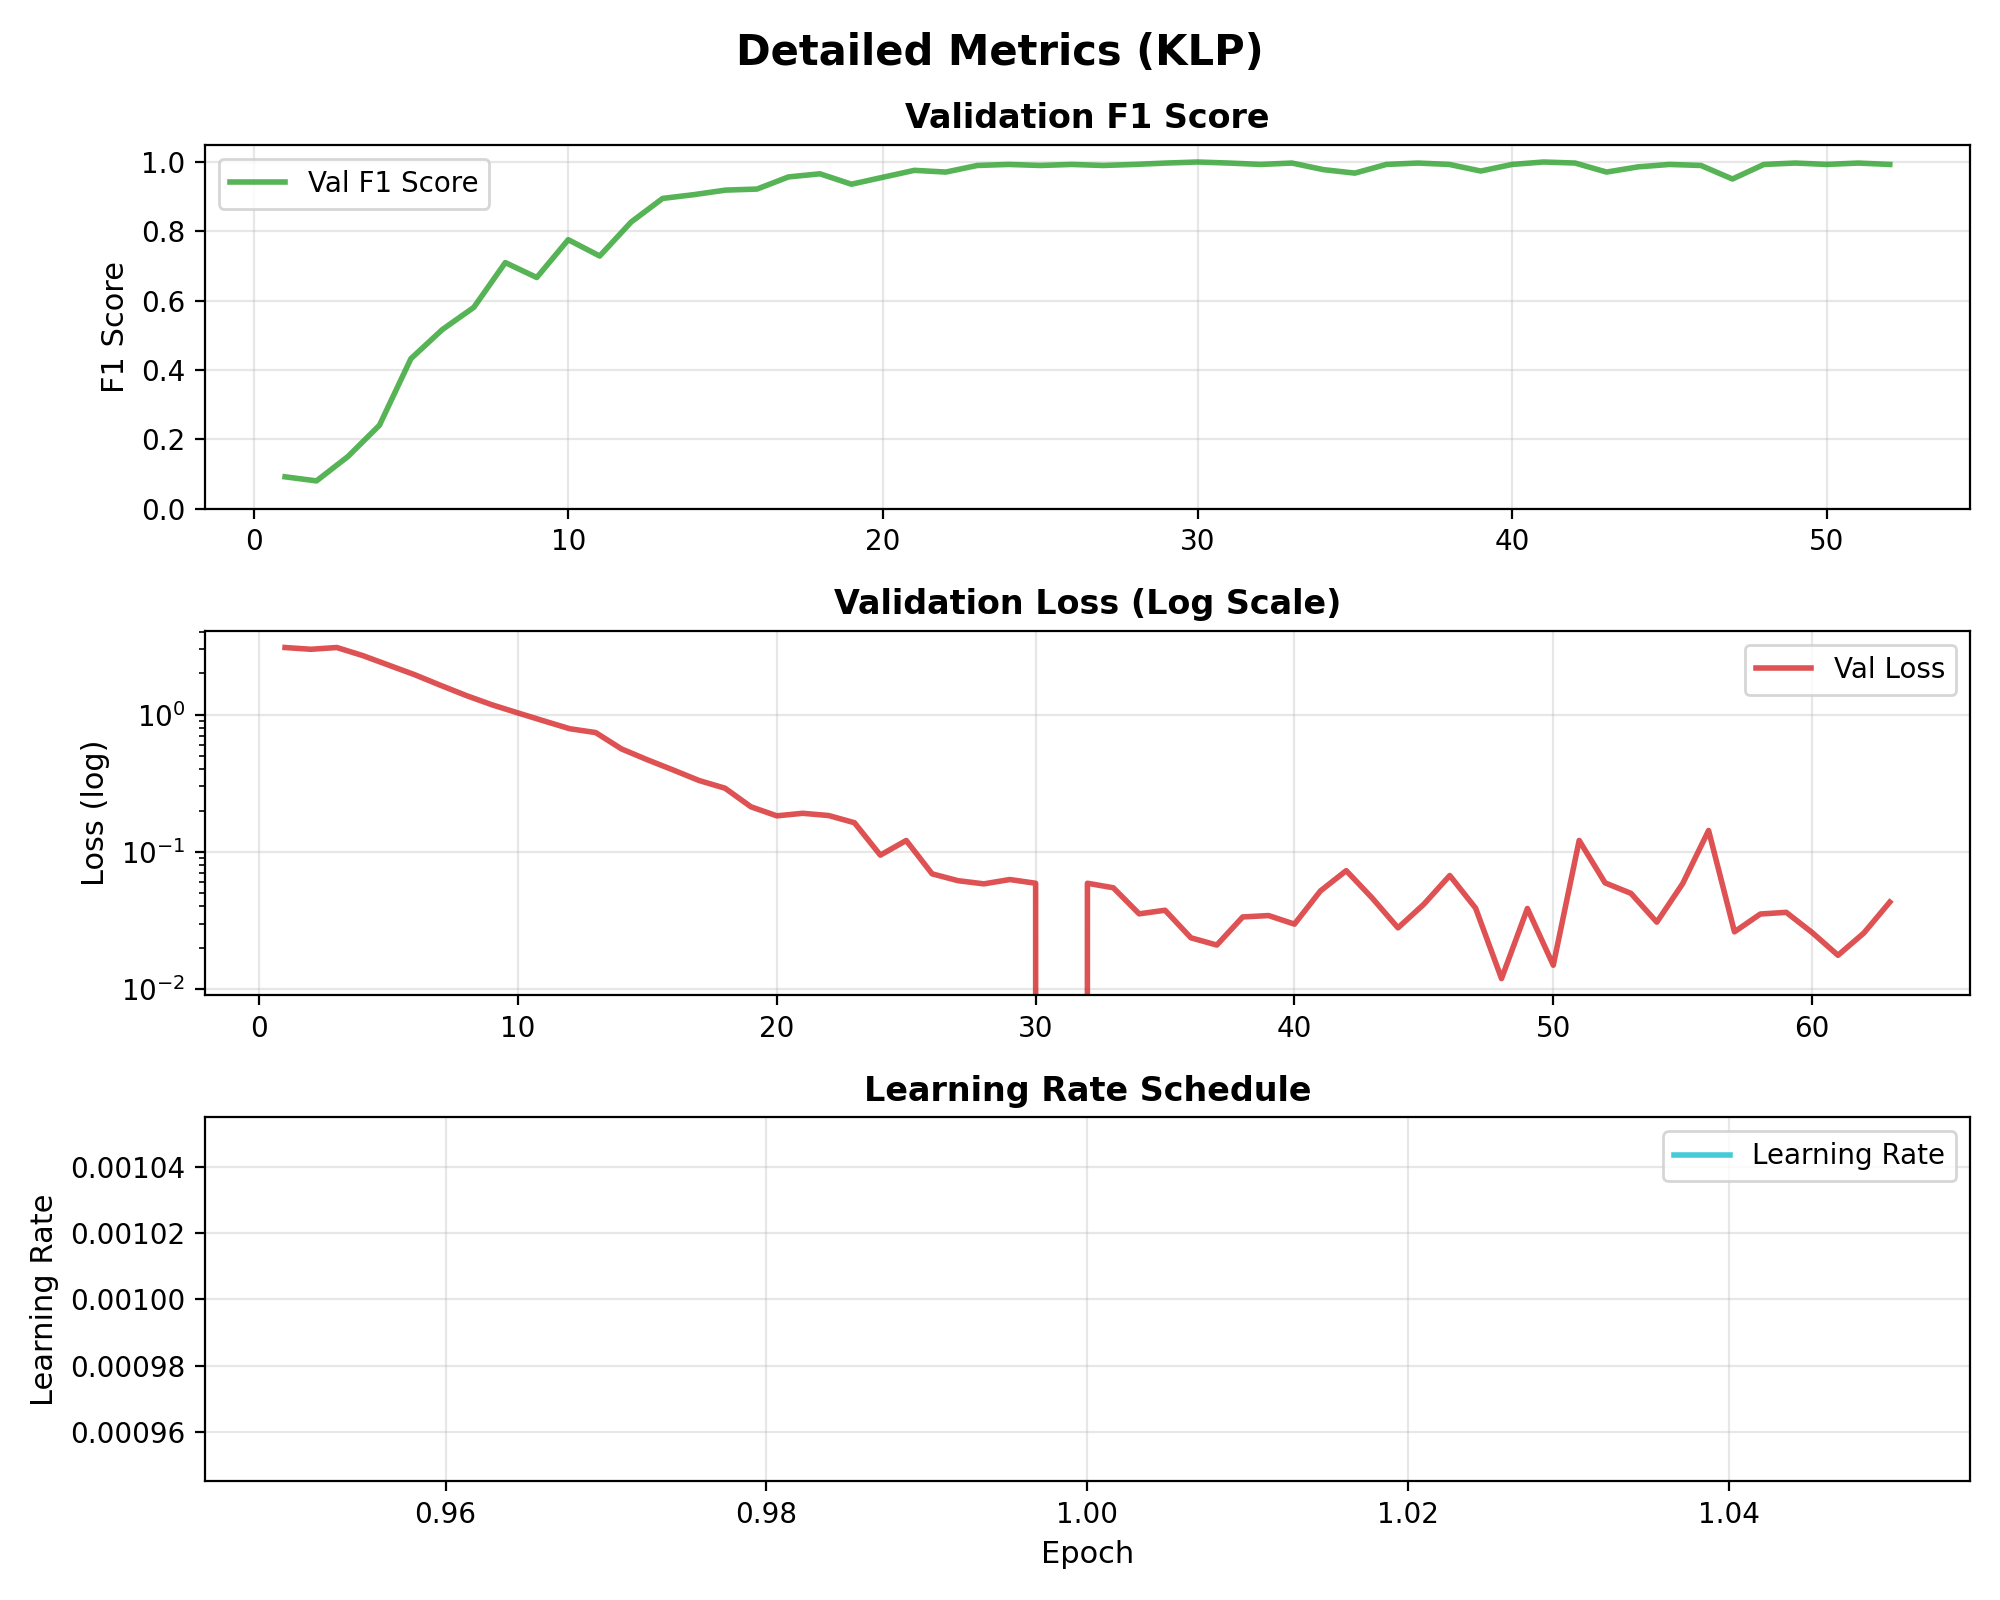 Detailed Metrics (KLP)
Validation F1 Score
Val F1 Score
F1 Score
1.0
0.8
0.6
0.4
0.2
0.0
0 10 20 30 40 50
Validation Loss (Log Scale)
Val Loss
Loss (log)
10⁰
10⁻¹
10⁻²
0 10 20 30 40 50 60
Learning Rate Schedule
Learning Rate
Learning Rate
0.00104
0.00102
0.00100
0.00098
0.00096
0.96 0.98 1.00 1.02 1.04
Epoch